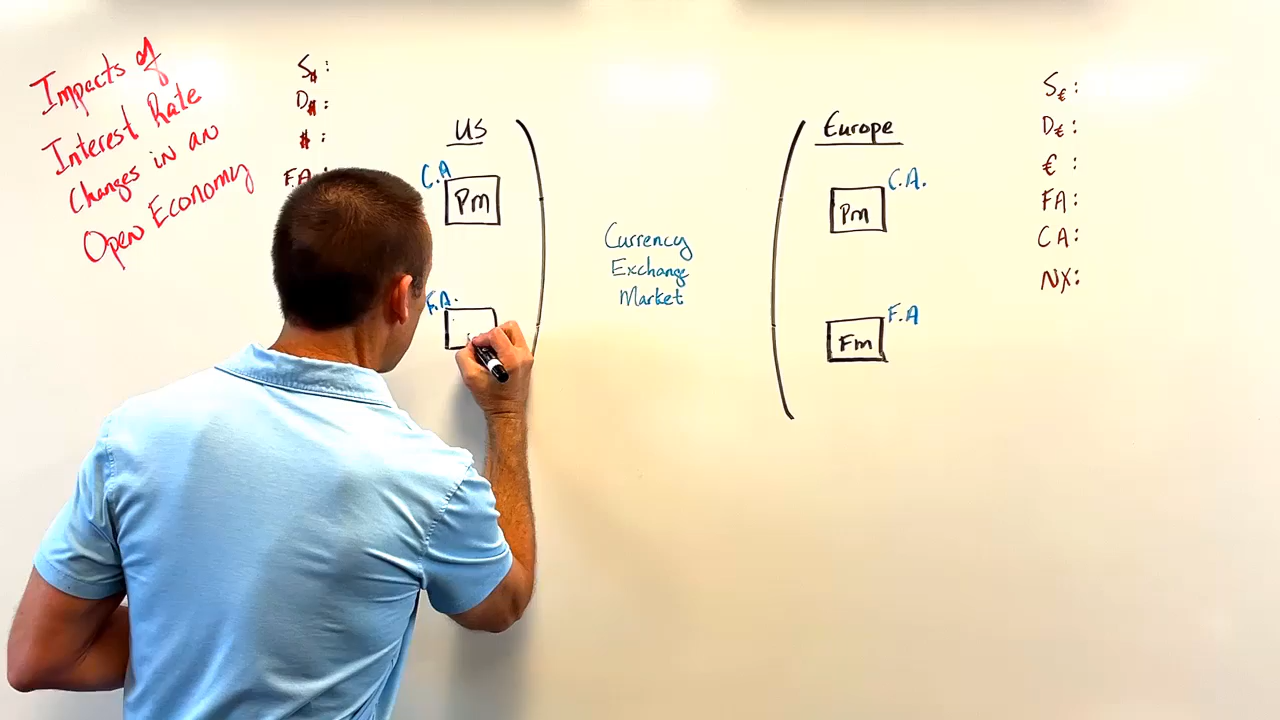 Impacts of
Interest Rate
Changes in an
Open Economy
S$:
D$:
$:
F.A:
US
C.A
Pm
F.A.
Currency
Exchange
Market
Europe
C.A.
Pm
F.A
Fm
S€:
D€:
€:
FA:
CA:
NX: